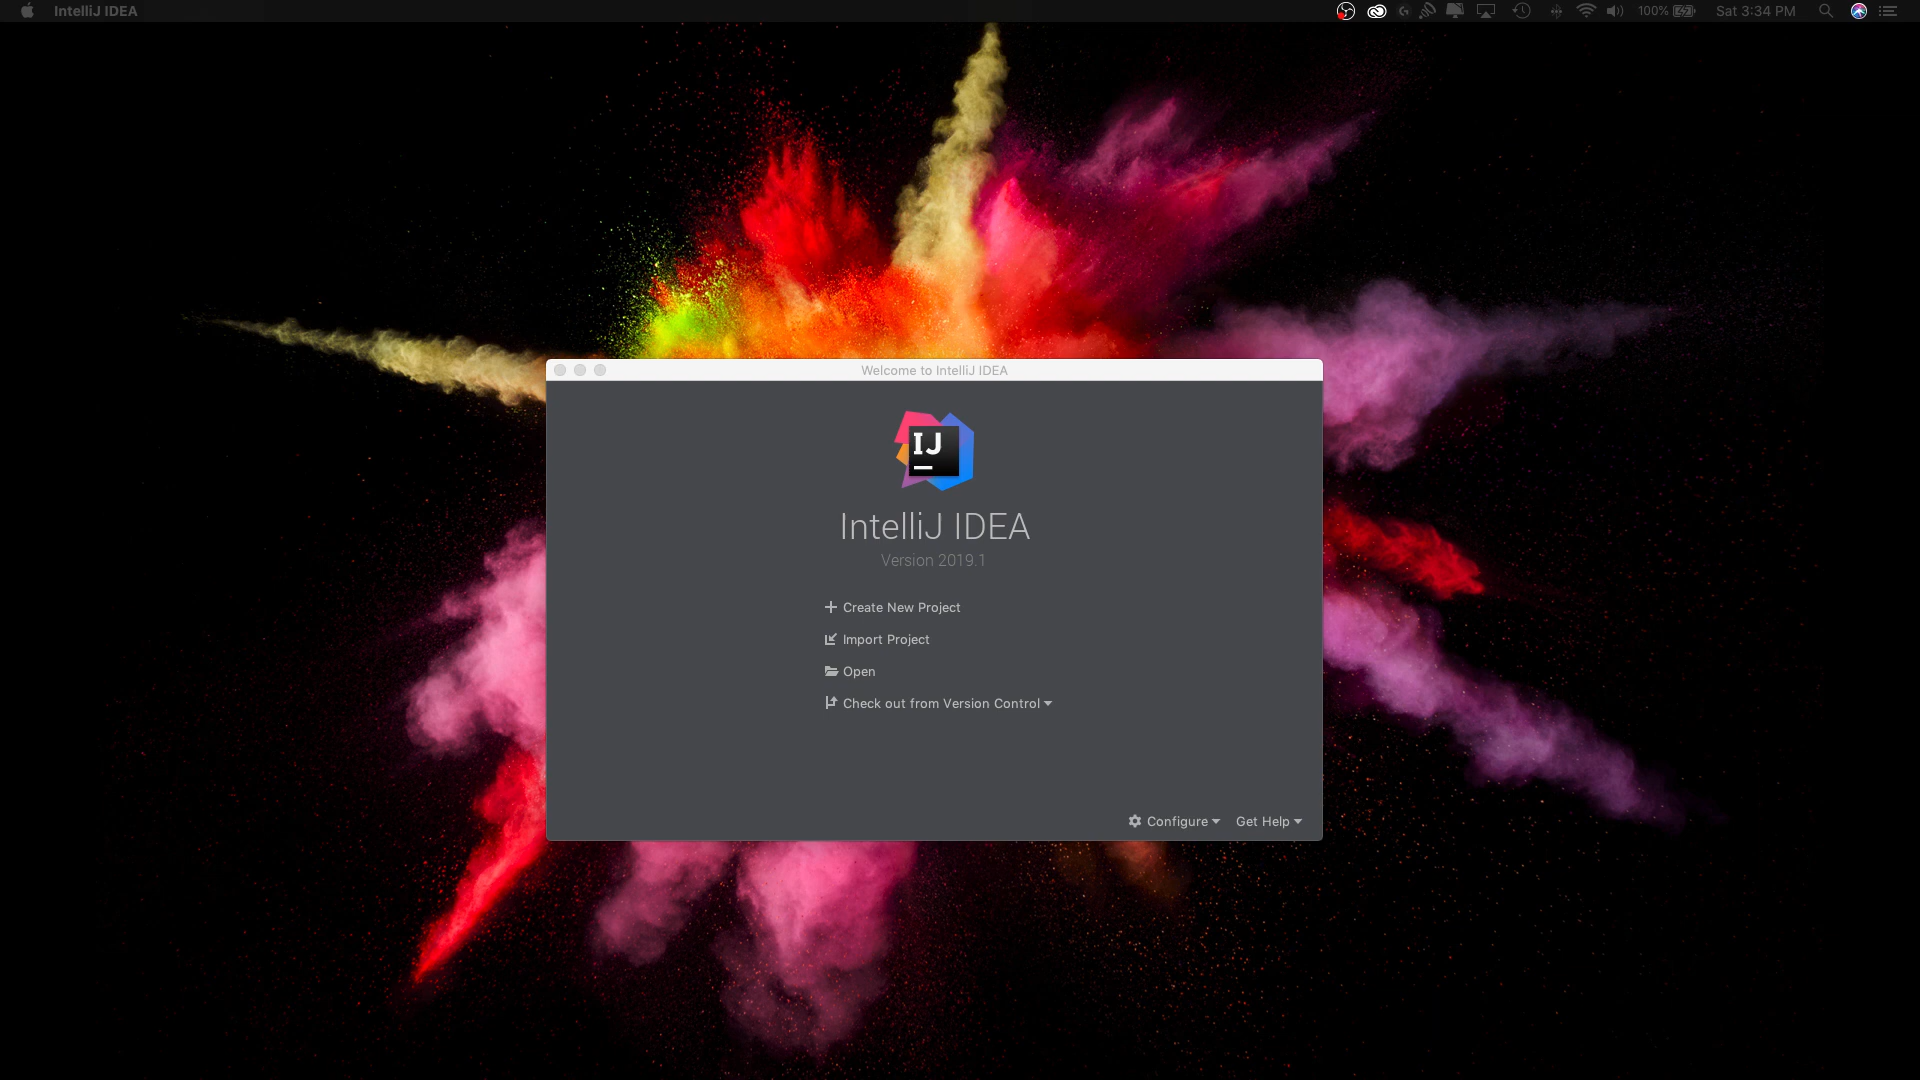 IntelliJ IDEA
100%
Sat 3:34 PM
Welcome to IntelliJ IDEA
IJ
IntelliJ IDEA
Version 2019.1
Create New Project
Import Project
Open
Check out from Version Control
Configure
Get Help